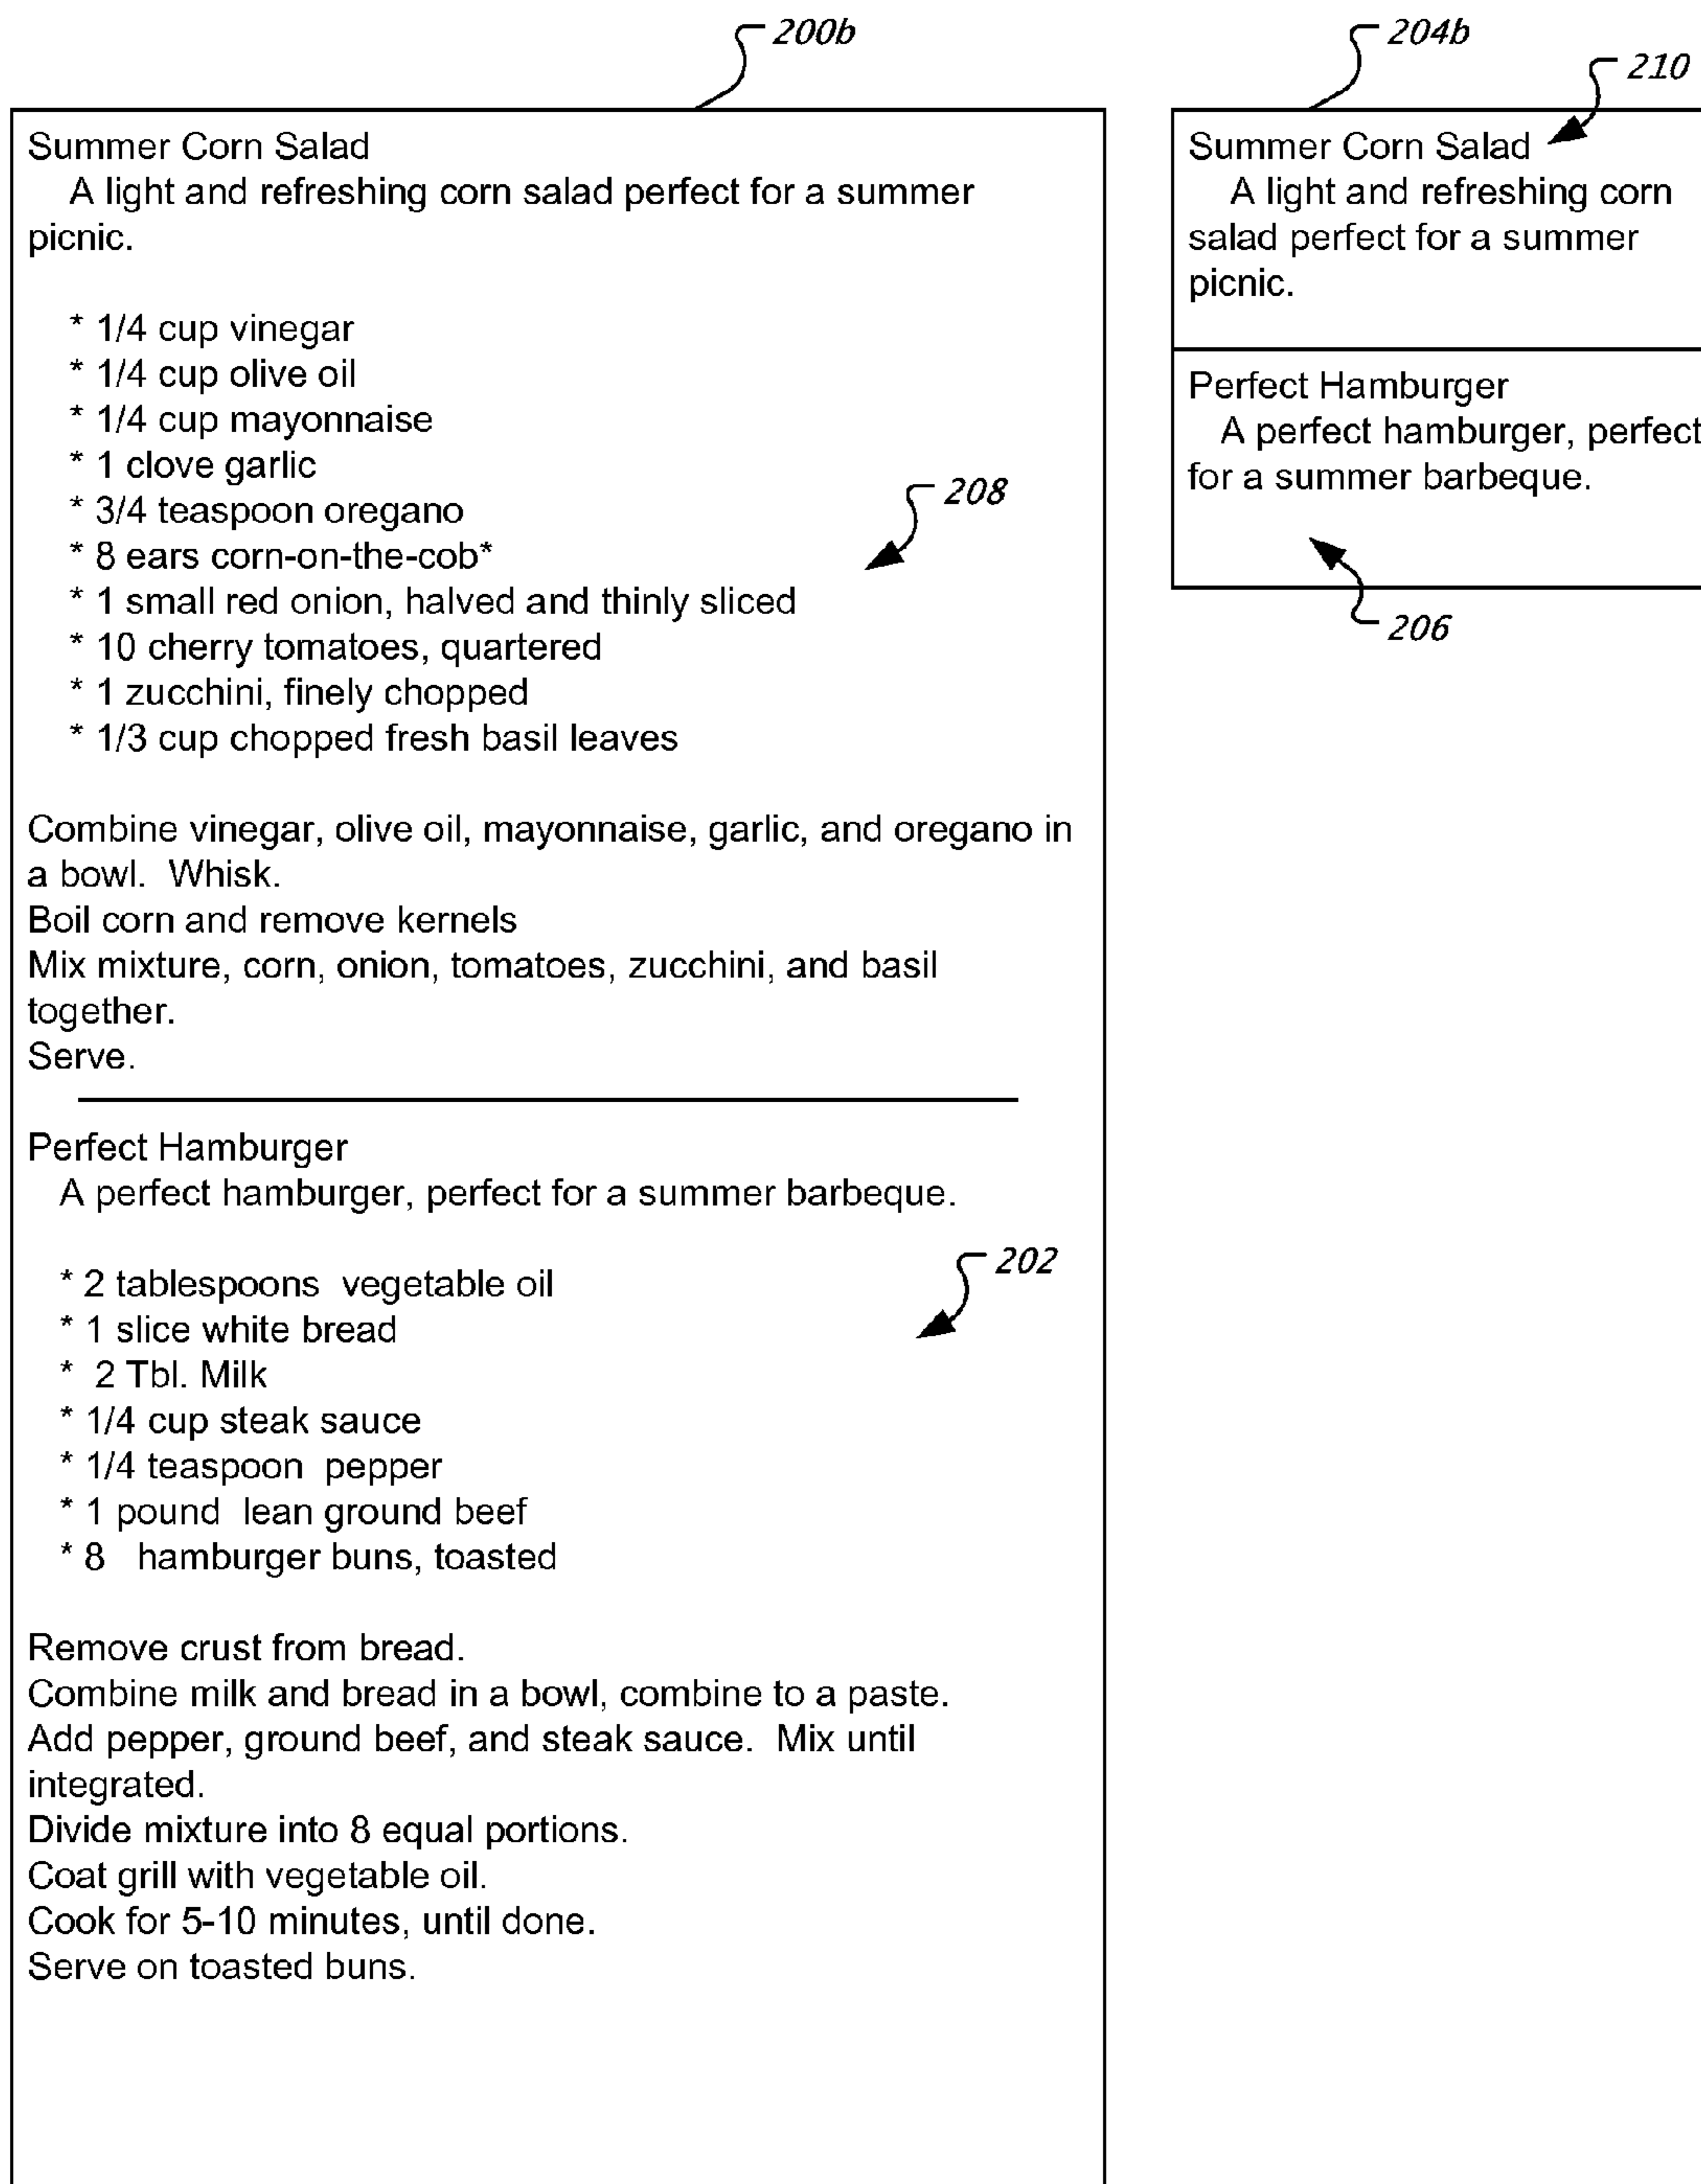 200b
Summer Corn Salad
A light and refreshing corn salad perfect for a summer
picnic.
* 1/4 cup vinegar
* 1/4 cup olive oil
* 1/4 cup mayonnaise
* 1 clove garlic
* 3/4 teaspoon oregano
* 8 ears corn-on-the-cob*
* 1 small red onion, halved and thinly sliced
* 10 cherry tomatoes, quartered
* 1 zucchini, finely chopped
* 1/3 cup chopped fresh basil leaves
208
Combine vinegar, olive oil, mayonnaise, garlic, and oregano in
a bowl.  Whisk.
Boil corn and remove kernels
Mix mixture, corn, onion, tomatoes, zucchini, and basil
together.
Serve.
Perfect Hamburger
A perfect hamburger, perfect for a summer barbeque.
202
* 2 tablespoons  vegetable oil
* 1 slice white bread
*  2 Tbl. Milk
* 1/4 cup steak sauce
* 1/4 teaspoon  pepper
* 1 pound  lean ground beef
* 8   hamburger buns, toasted
Remove crust from bread.
Combine milk and bread in a bowl, combine to a paste.
Add pepper, ground beef, and steak sauce.  Mix until
integrated.
Divide mixture into 8 equal portions.
Coat grill with vegetable oil.
Cook for 5-10 minutes, until done.
Serve on toasted buns.
204b
210
Summer Corn Salad
A light and refreshing corn
salad perfect for a summer
picnic.
Perfect Hamburger
A perfect hamburger, perfect
for a summer barbeque.
206